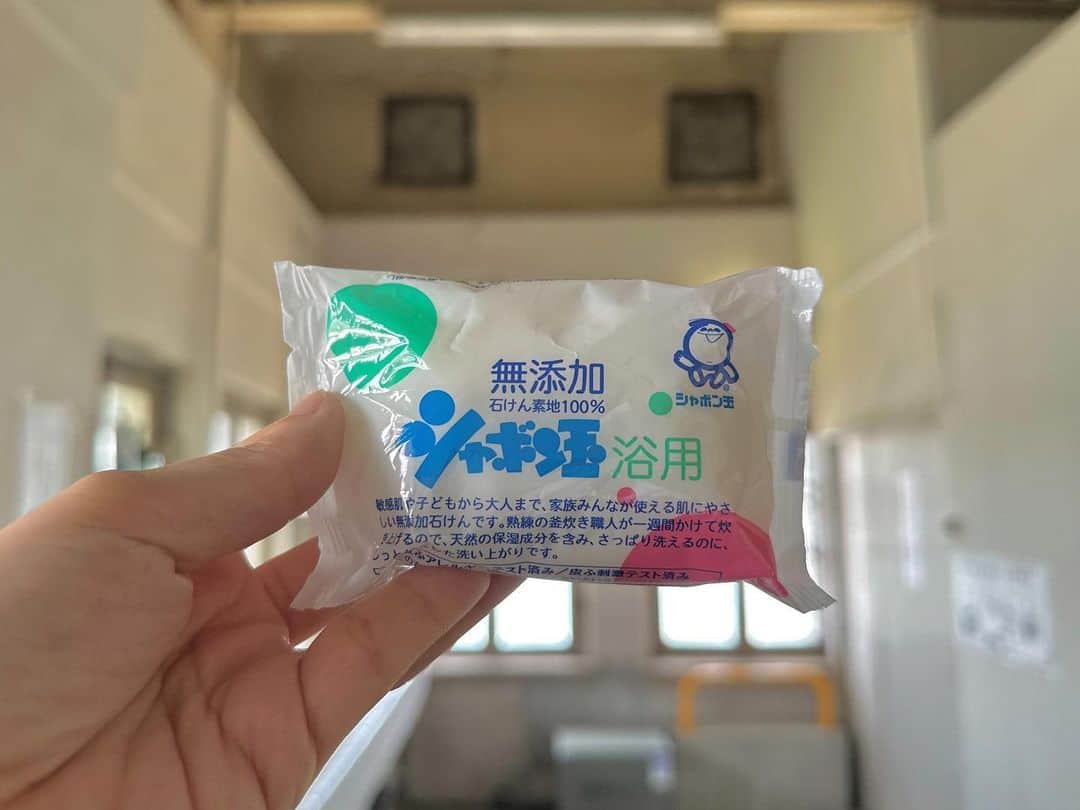 無添加
石けん素地100%
シャボン玉
浴用
シャボン玉
敏感肌や子どもから大人まで、家族みんなが使える肌にやさ
しい無添加石けんです。熟練の釜炊き職人が一週間かけて炊
き上げるので、天然の保湿成分を含み、さっぱり洗えるのに、
洗い上がりです。
アレルギーテスト済み/皮ふ刺激テスト済み